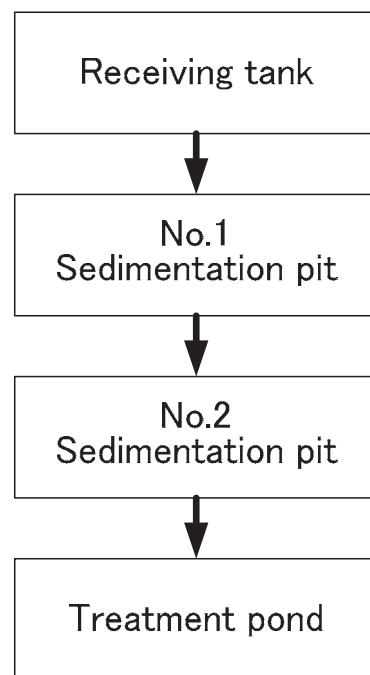 Receiving tank
No.1
Sedimentation pit
No.2
Sedimentation pit
Treatment pond